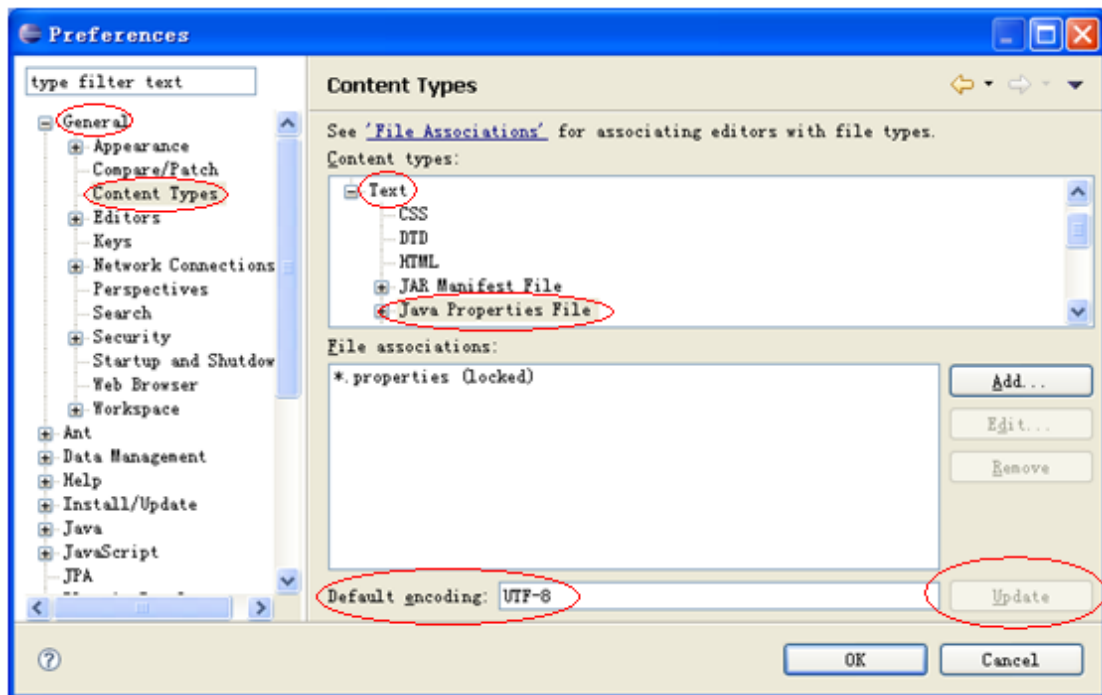 Preferences
type filter text
General
Appearance
Compare/Patch
Content Types
Editors
Keys
Network Connections
Perspectives
Search
Security
Startup and Shutdow
Web Browser
Workspace
Ant
Data Management
Help
Install/Update
Java
JavaScript
JPA
Content Types
See 'File Associations' for associating editors with file types.
Content types:
Text
CSS
DTD
HTML
JAR Manifest File
Java Properties File
File associations:
*.properties (locked)
Add...
Edit...
Remove
Default encoding: UTF-8
Update
OK
Cancel